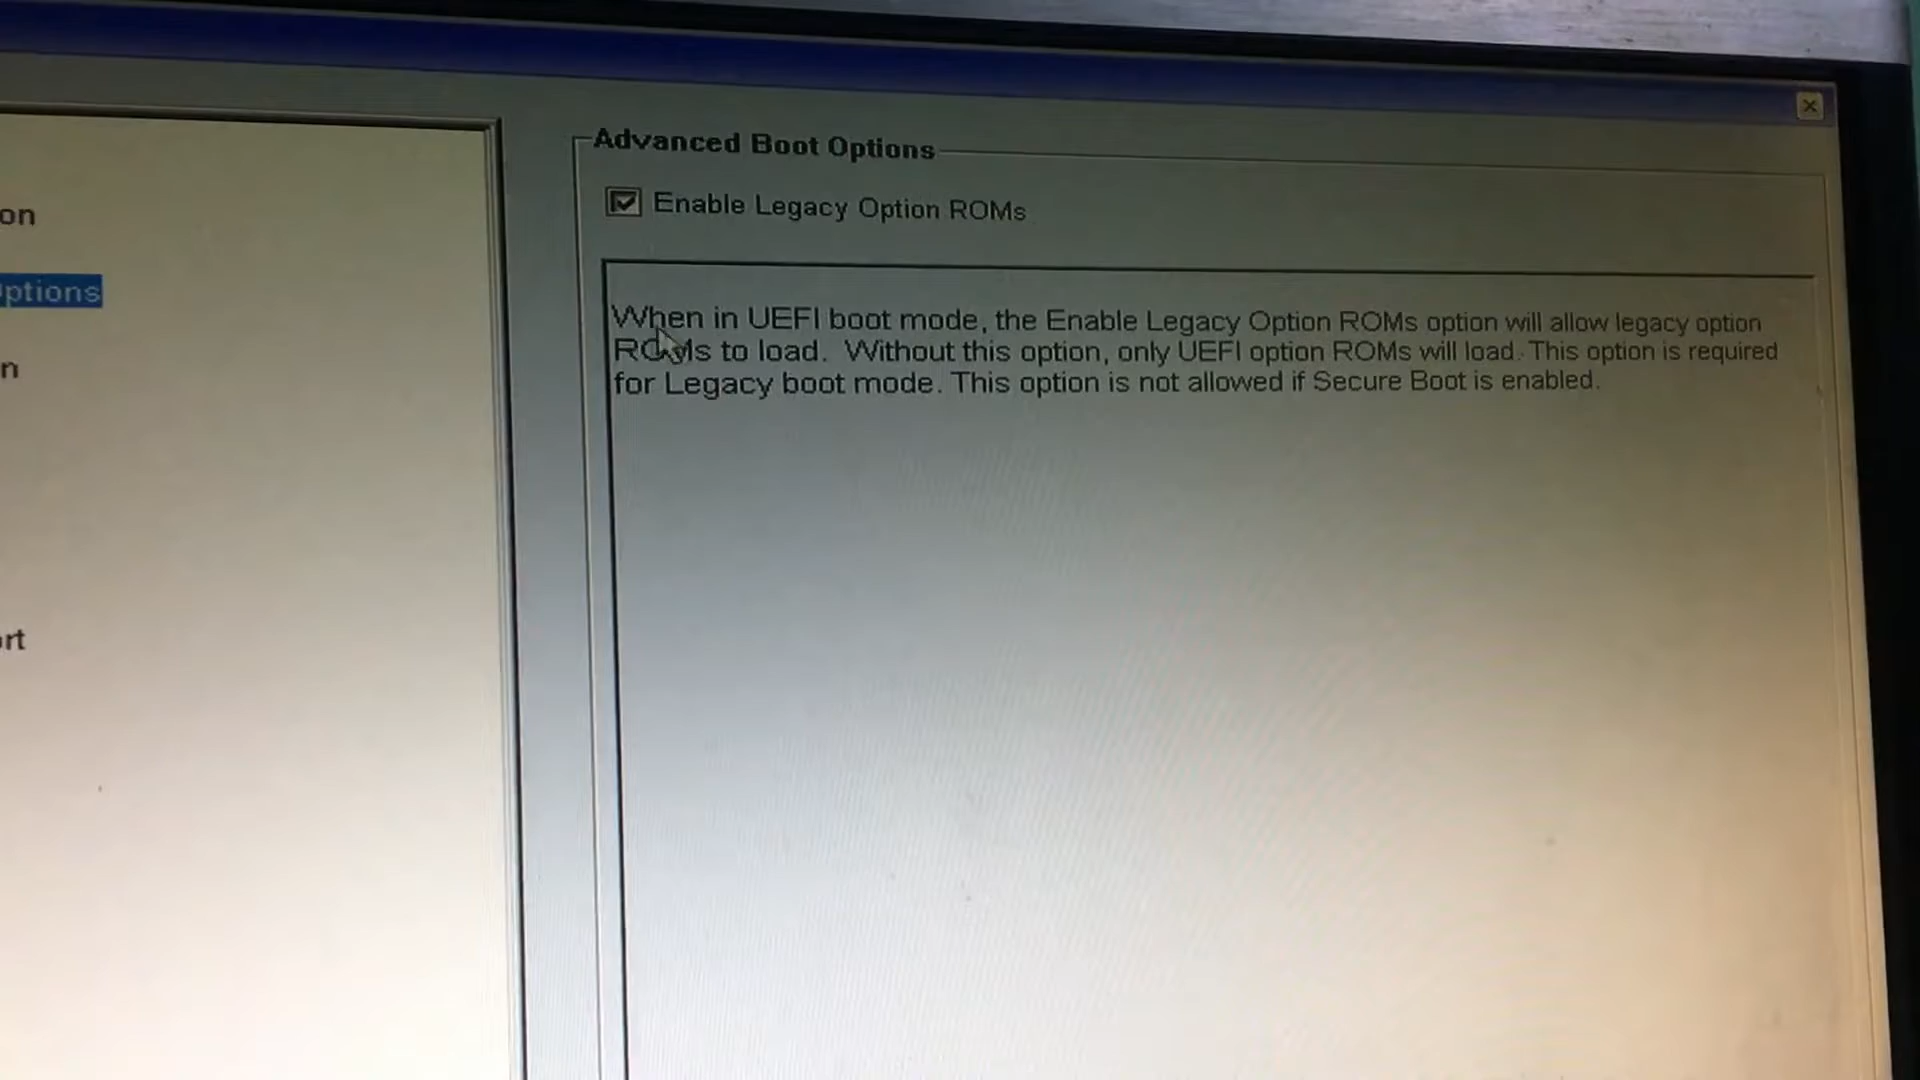 Advanced Boot Options
on
Enable Legacy Option ROMs
ptions
When in UEFI boot mode, the Enable Legacy Option ROMs option will allow legacy option
ROMs to load. Without this option, only UEFI option ROMs will load. This option is required
for Legacy boot mode. This option is not allowed if Secure Boot is enabled.
n
rt